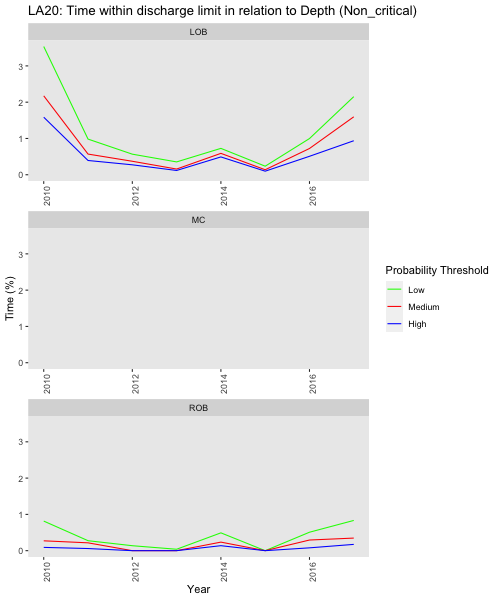 LA20: Time within discharge limit in relation to Depth (Non_critical)
LOB
3
2
1
0
2010
2012
2014
2016
MC
3
2
1
0
2010
2012
2014
2016
ROB
3
2
1
0
2010
2012
2014
2016
Time (%)
Year
Probability Threshold
Low
Medium
High